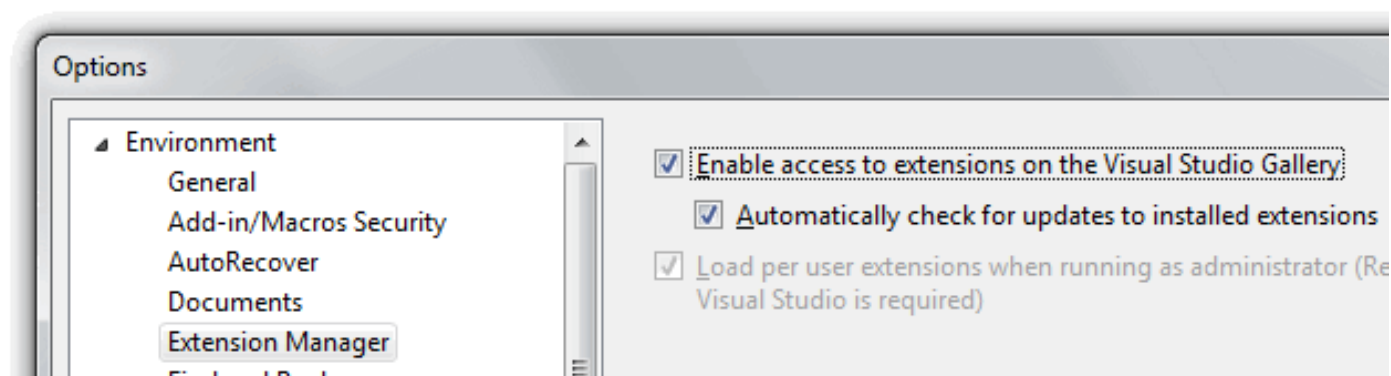 Options
Environment
General
Add-in/Macros Security
AutoRecover
Documents
Extension Manager
Enable access to extensions on the Visual Studio Gallery
Automatically check for updates to installed extensions
Load per user extensions when running as administrator (Re
Visual Studio is required)